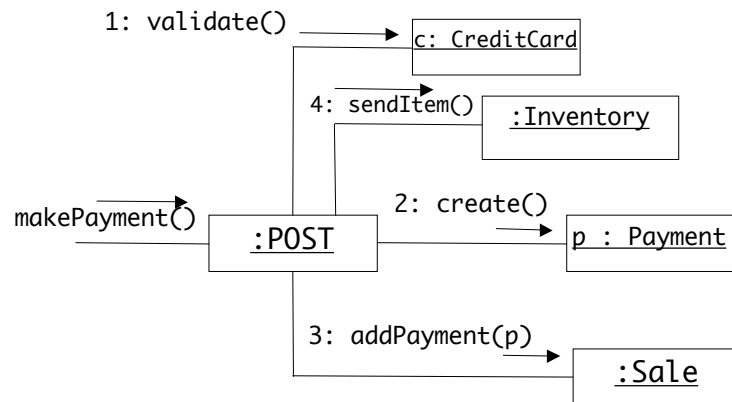 1: validate()
c: CreditCard
4: sendItem()
:Inventory
makePayment()
:POST
2: create()
p : Payment
3: addPayment(p)
:Sale